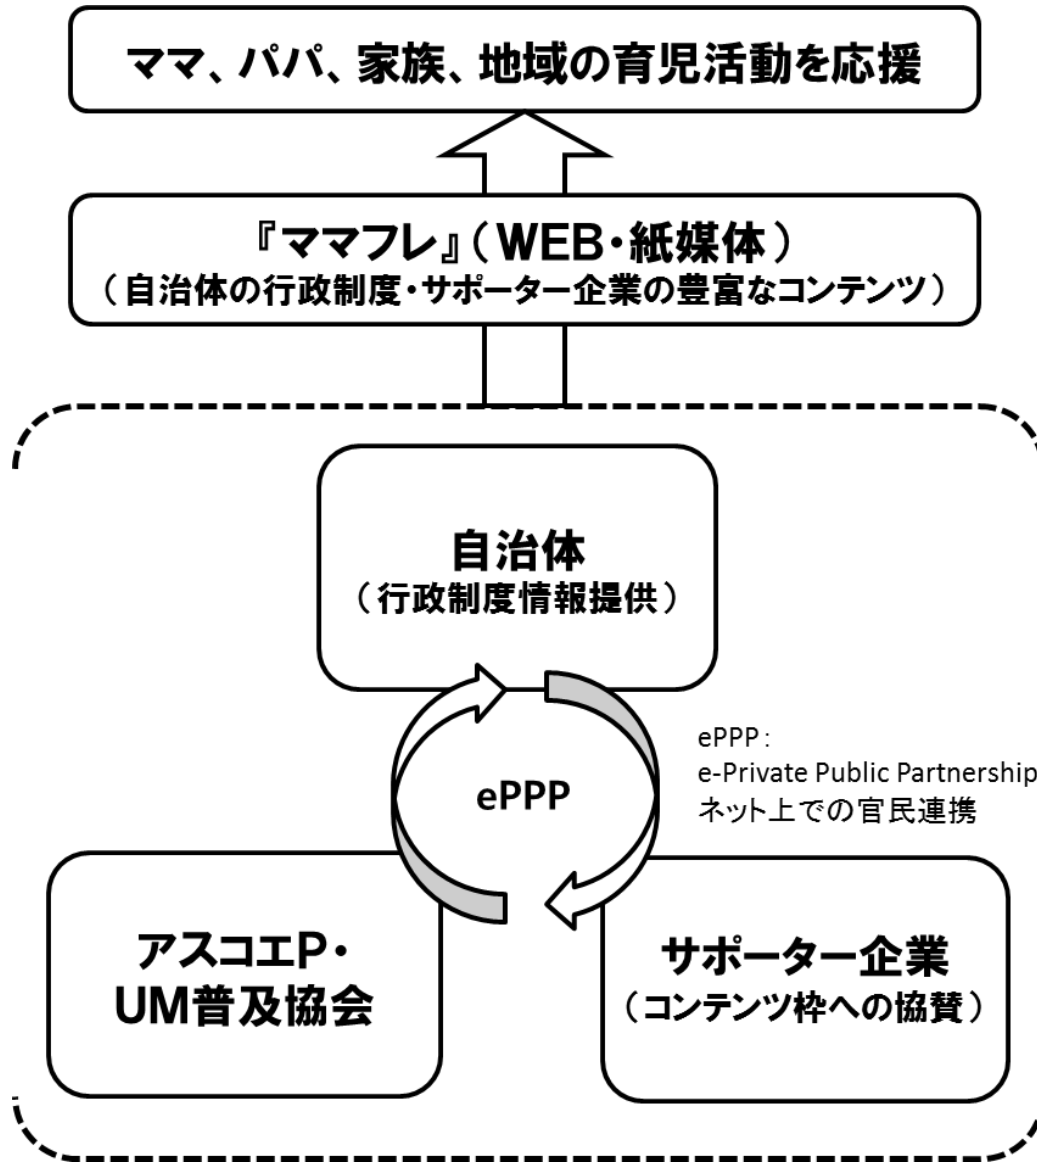 ママ、パパ、家族、地域の育児活動を応援
『ママフレ』（WEB・紙媒体）
（自治体の行政制度・サポーター企業の豊富なコンテンツ）
自治体
（行政制度情報提供）
ePPP
ePPP：
e-Private Public Partnership
ネット上での官民連携
アスコエP・
UM普及協会
サポーター企業
（コンテンツ枠への協賛）